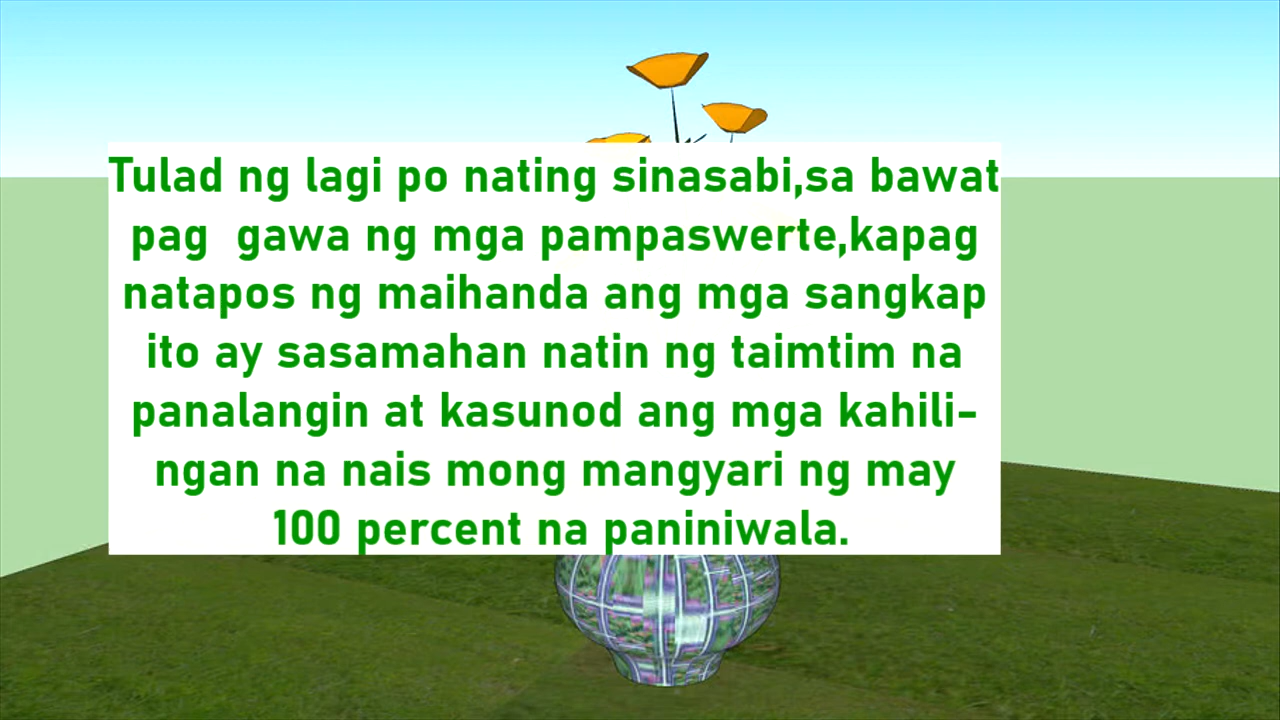 Tulad ng lagi po nating sinasabi,sa bawat
pag  gawa ng mga pampaswerte,kapag
natapos ng maihanda ang mga sangkap
ito ay sasamahan natin ng taimtim na
panalangin at kasunod ang mga kahili-
ngan na nais mong mangyari ng may
100 percent na paniniwala.